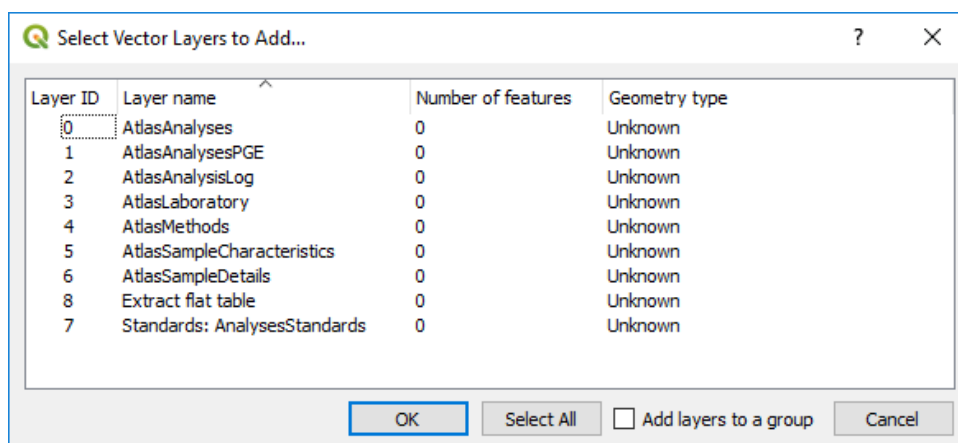 Select Vector Layers to Add...
?
Layer ID Layer name Number of features Geometry type
0 AtlasAnalyses 0 Unknown
1 AtlasAnalysesPGE 0 Unknown
2 AtlasAnalysisLog 0 Unknown
3 AtlasLaboratory 0 Unknown
4 AtlasMethods 0 Unknown
5 AtlasSampleCharacteristics 0 Unknown
6 AtlasSampleDetails 0 Unknown
8 Extract flat table 0 Unknown
7 Standards: AnalysesStandards 0 Unknown
OK Select All Add layers to a group Cancel